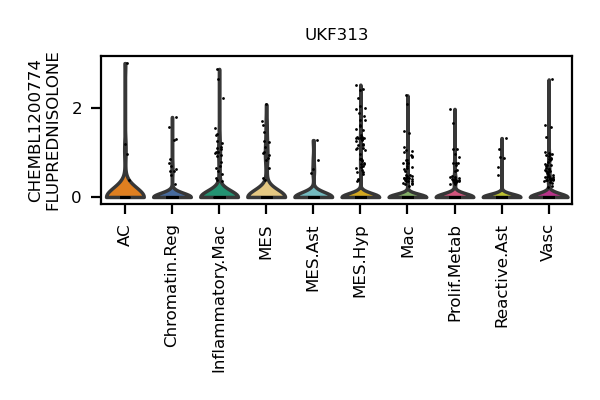 UKF313
CHEMBL1200774
FLUPREDNISOLONE
2
0
AC
Chromatin.Reg
Inflammatory.Mac
MES
MES.Ast
MES.Hyp
Mac
Prolif.Metab
Reactive.Ast
Vasc